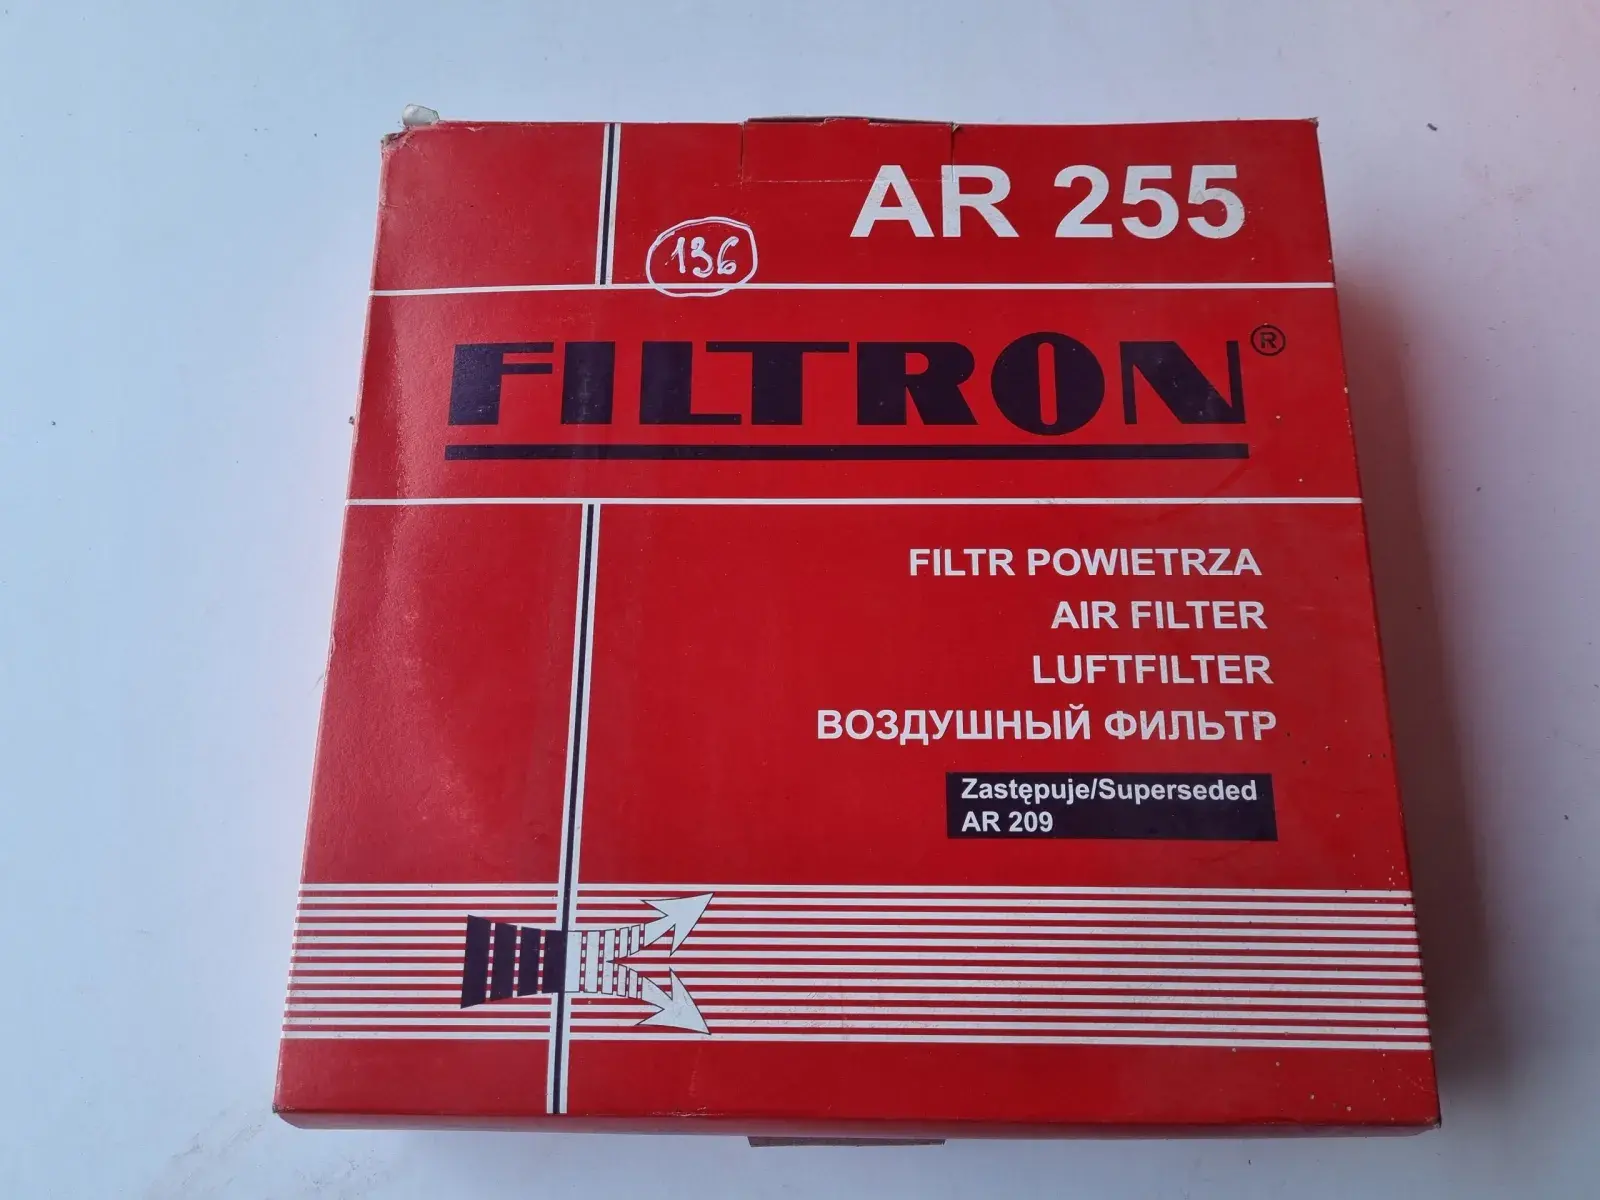 AR 255
136
FILTRON®
FILTR POWIETRZA
AIR FILTER
LUFTFILTER
ВОЗДУШНЫЙ ФИЛЬТР
Zastępuje/Superseded
AR 209